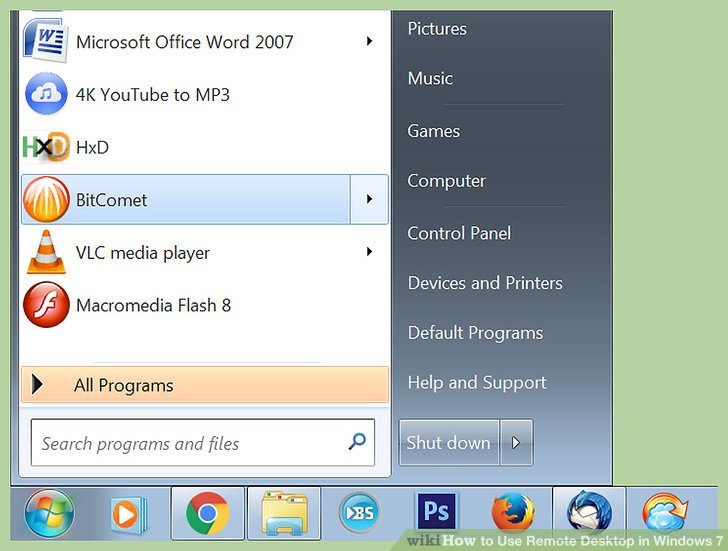 Microsoft Office Word 2007
4K YouTube to MP3
HxD
HxD
BitComet
VLC media player
Macromedia Flash 8
All Programs
Search programs and files
Pictures
Music
Games
Computer
Control Panel
Devices and Printers
Default Programs
Help and Support
Shut down
BS
Ps
wikiHow to Use Remote Desktop in Windows 7